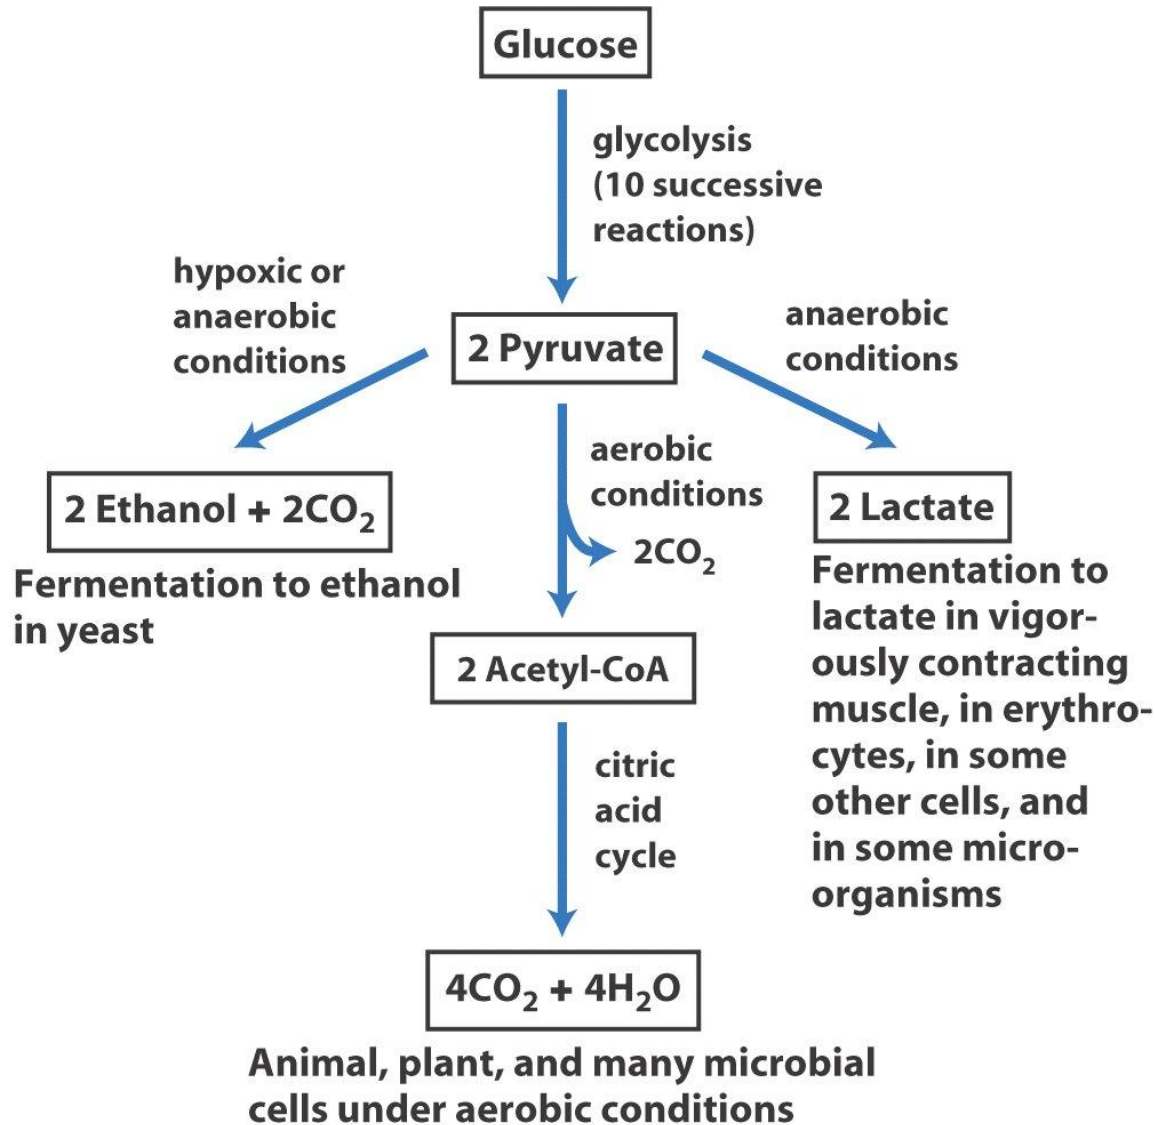 Glucose
glycolysis
(10 successive
reactions)
hypoxic or
anaerobic
conditions
2 Pyruvate
anaerobic
conditions
2 Ethanol + 2CO₂
Fermentation to ethanol
in yeast
aerobic
conditions
2CO₂
2 Lactate
Fermentation to
lactate in vigor-
ously contracting
muscle, in erythro-
cytes, in some
other cells, and
in some micro-
organisms
2 Acetyl-CoA
citric
acid
cycle
4CO₂ + 4H₂O
Animal, plant, and many microbial
cells under aerobic conditions